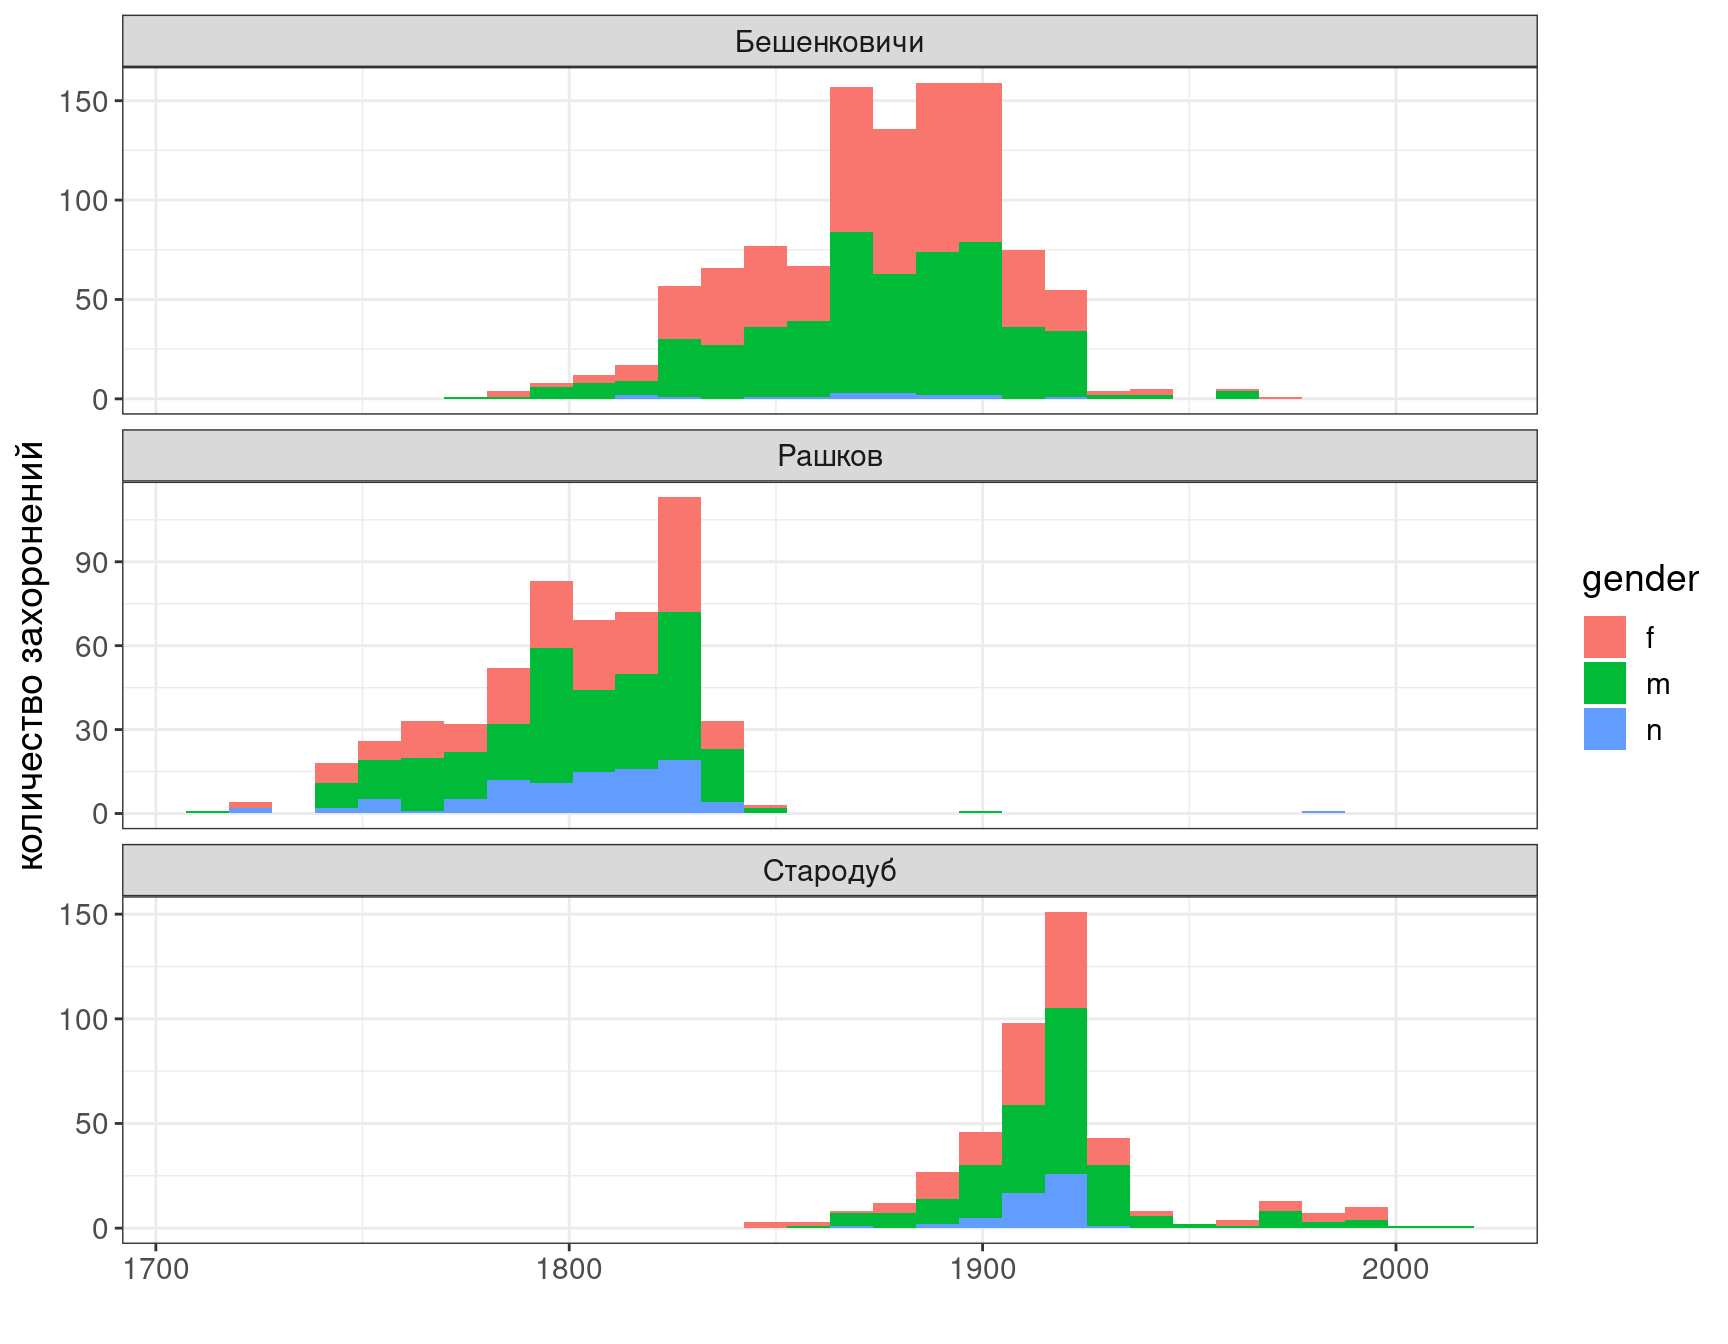 Бешенковичи
150
100
50
0
Рашков
90
60
30
0
Стародуб
150
100
50
0
1700 1800 1900 2000
количество захоронений
gender
f
m
n